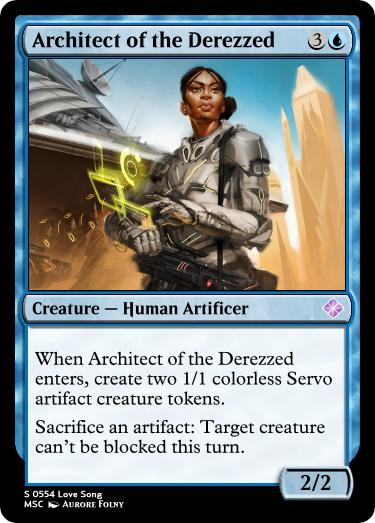 Architect of the Derezzed 3
Creature — Human Artificer
When Architect of the Derezzed
enters, create two 1/1 colorless Servo
artifact creature tokens.
Sacrifice an artifact: Target creature
can't be blocked this turn.
2/2
S 0554 Love Song
MSC Aurore Folny